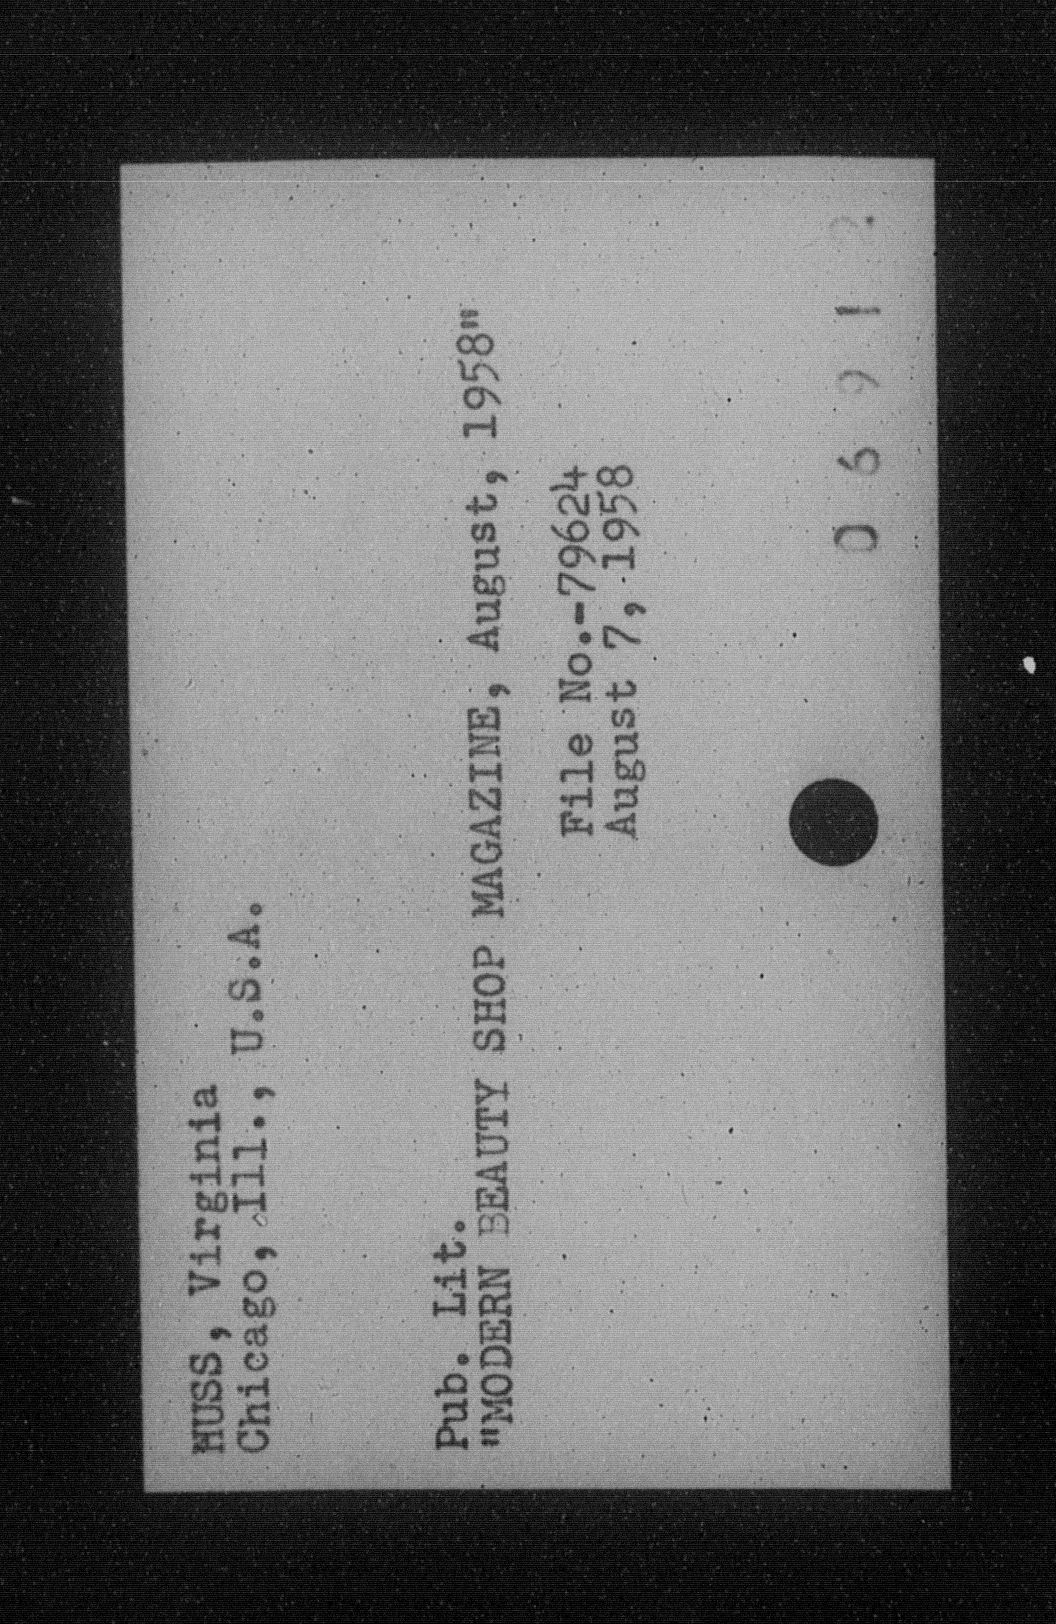 HUSS, Virginia
Chicago, Ill., U.S.A.
Pub. Lit.
"MODERN BEAUTY SHOP MAGAZINE, August, 1958"
File No.-79624
August 7, 1958
0 6 9 1 2